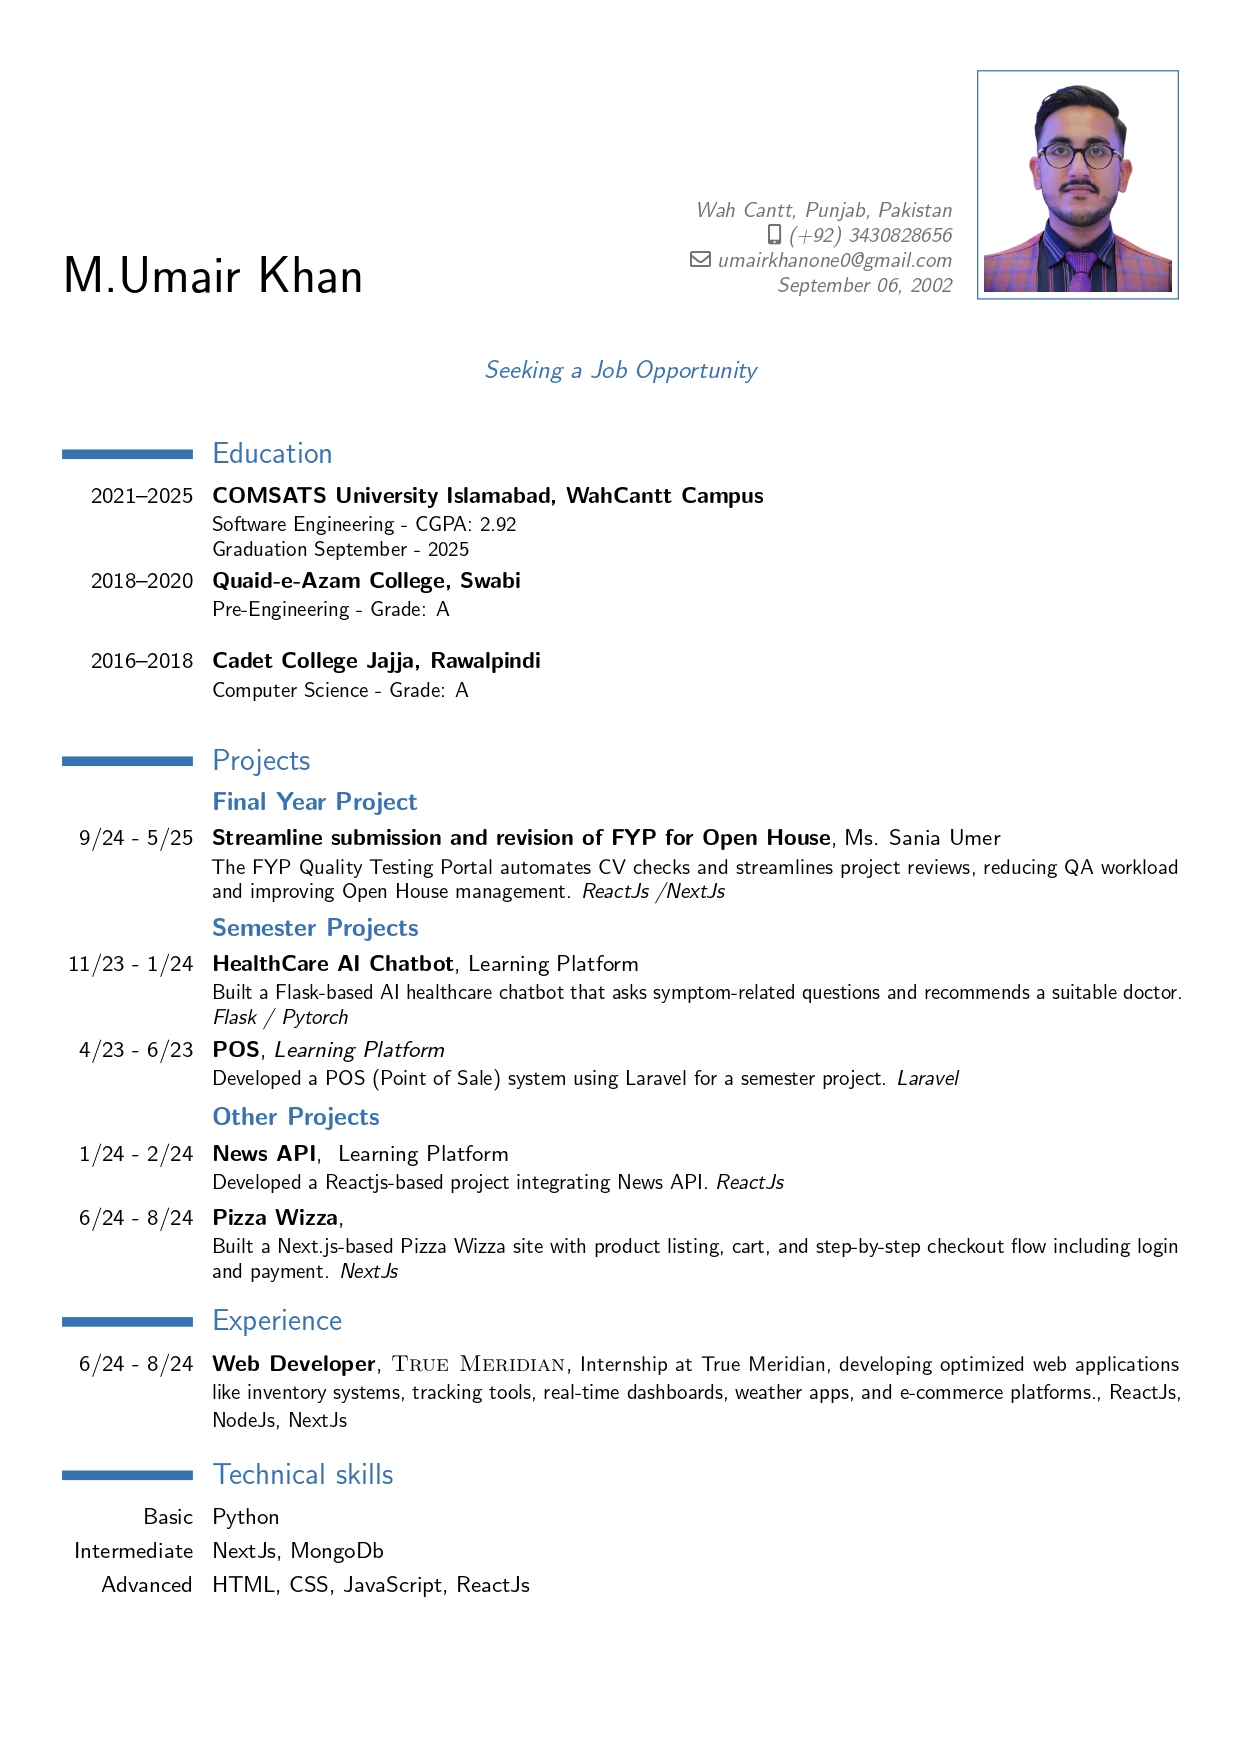 Wah Cantt, Punjab, Pakistan
(+92) 3430828656
umairkhanone0@gmail.com
September 06, 2002
M.Umair Khan
Seeking a Job Opportunity
Education
2021–2025 COMSATS University Islamabad, WahCantt Campus
Software Engineering - CGPA: 2.92
Graduation September - 2025
2018–2020 Quaid-e-Azam College, Swabi
Pre-Engineering - Grade: A
2016–2018 Cadet College Jajja, Rawalpindi
Computer Science - Grade: A
Projects
Final Year Project
9/24 - 5/25 Streamline submission and revision of FYP for Open House, Ms. Sania Umer
The FYP Quality Testing Portal automates CV checks and streamlines project reviews, reducing QA workload
and improving Open House management. ReactJs /NextJs
Semester Projects
11/23 - 1/24 HealthCare AI Chatbot, Learning Platform
Built a Flask-based AI healthcare chatbot that asks symptom-related questions and recommends a suitable doctor.
Flask / Pytorch
4/23 - 6/23 POS, Learning Platform
Developed a POS (Point of Sale) system using Laravel for a semester project. Laravel
Other Projects
1/24 - 2/24 News API, Learning Platform
Developed a Reactjs-based project integrating News API. ReactJs
6/24 - 8/24 Pizza Wizza,
Built a Next.js-based Pizza Wizza site with product listing, cart, and step-by-step checkout flow including login
and payment. NextJs
Experience
6/24 - 8/24 Web Developer, True Meridian, Internship at True Meridian, developing optimized web applications
like inventory systems, tracking tools, real-time dashboards, weather apps, and e-commerce platforms., ReactJs,
NodeJs, NextJs
Technical skills
Basic Python
Intermediate NextJs, MongoDb
Advanced HTML, CSS, JavaScript, ReactJs